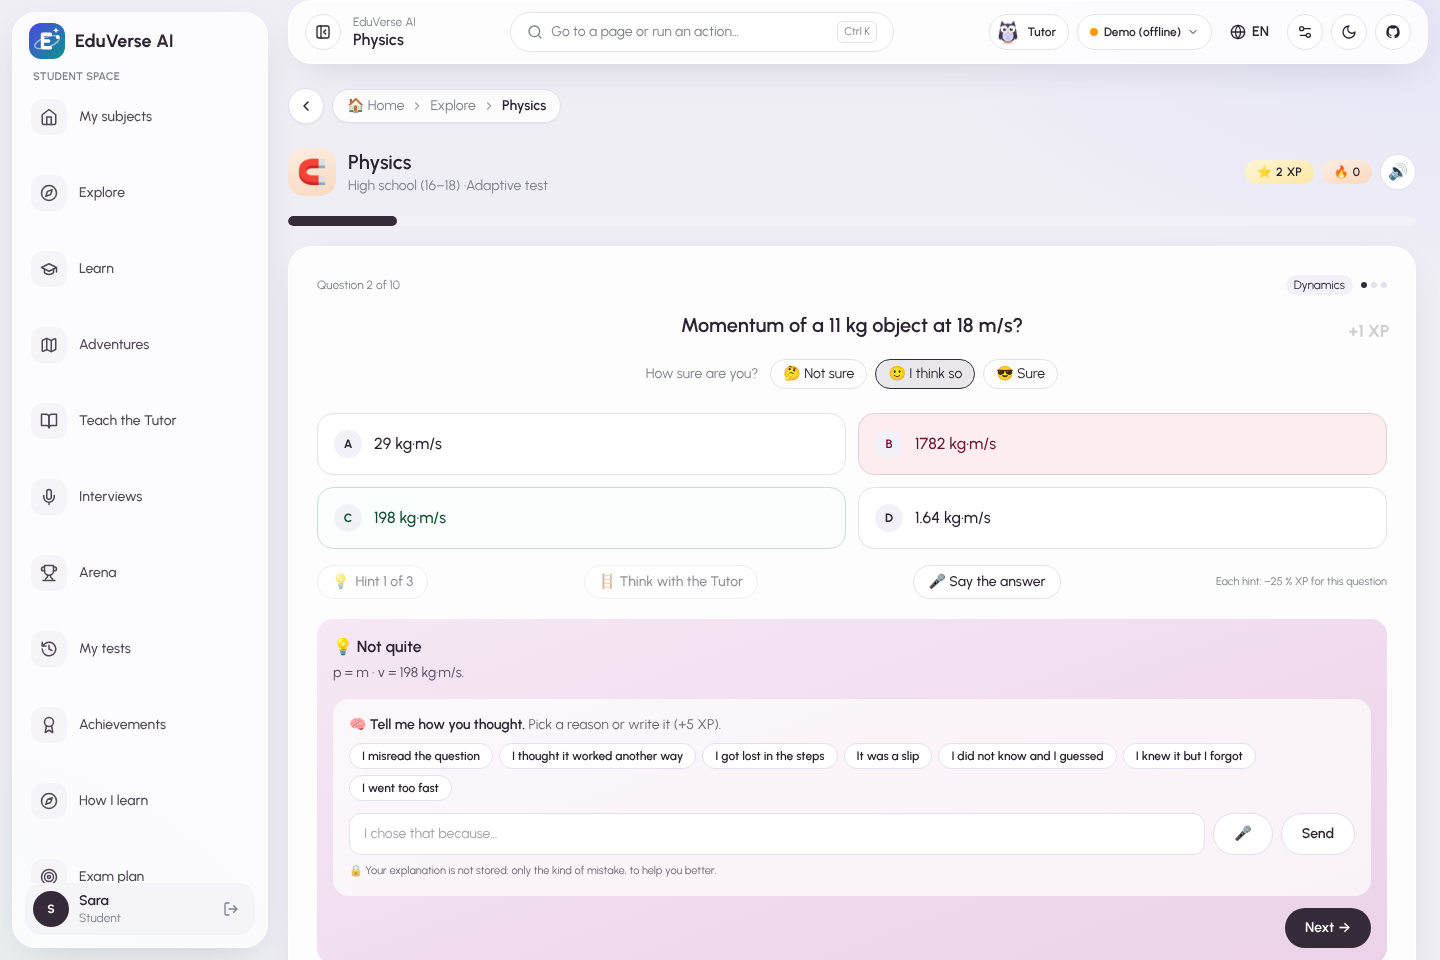 EduVerse AI
STUDENT SPACE
My subjects
Explore
Learn
Adventures
Teach the Tutor
Interviews
Arena
My tests
Achievements
How I learn
Exam plan
S
Sara
Student
EduVerse AI
Physics
Go to a page or run an action...
Ctrl K
Tutor
Demo (offline)
EN
Home
Explore
Physics
Physics
High school (16–18) ·Adaptive test
2 XP
0
Question 2 of 10
Dynamics
Momentum of a 11 kg object at 18 m/s?
+1 XP
How sure are you?
Not sure
I think so
Sure
A
29 kg·m/s
B
1782 kg·m/s
C
198 kg·m/s
D
1.64 kg·m/s
Hint 1 of 3
Think with the Tutor
Say the answer
Each hint: −25 % XP for this question
Not quite
p = m · v = 198 kg·m/s.
Tell me how you thought. Pick a reason or write it (+5 XP).
I misread the question
I thought it worked another way
I got lost in the steps
It was a slip
I did not know and I guessed
I knew it but I forgot
I went too fast
I chose that because...
Send
Your explanation is not stored: only the kind of mistake, to help you better.
Next →